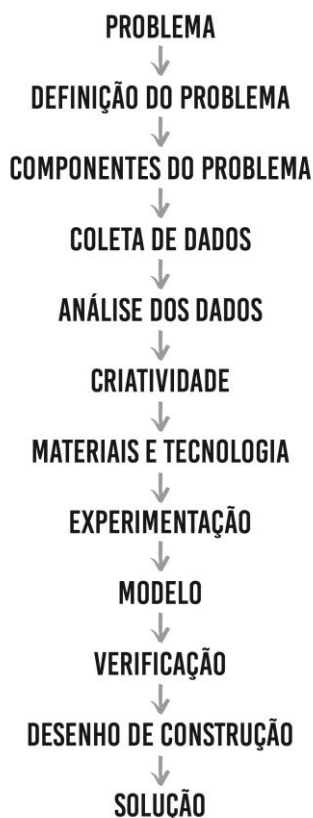 PROBLEMA
DEFINIÇÃO DO PROBLEMA
COMPONENTES DO PROBLEMA
COLETA DE DADOS
ANÁLISE DOS DADOS
CRIATIVIDADE
MATERIAIS E TECNOLOGIA
EXPERIMENTAÇÃO
MODELO
VERIFICAÇÃO
DESENHO DE CONSTRUÇÃO
SOLUÇÃO